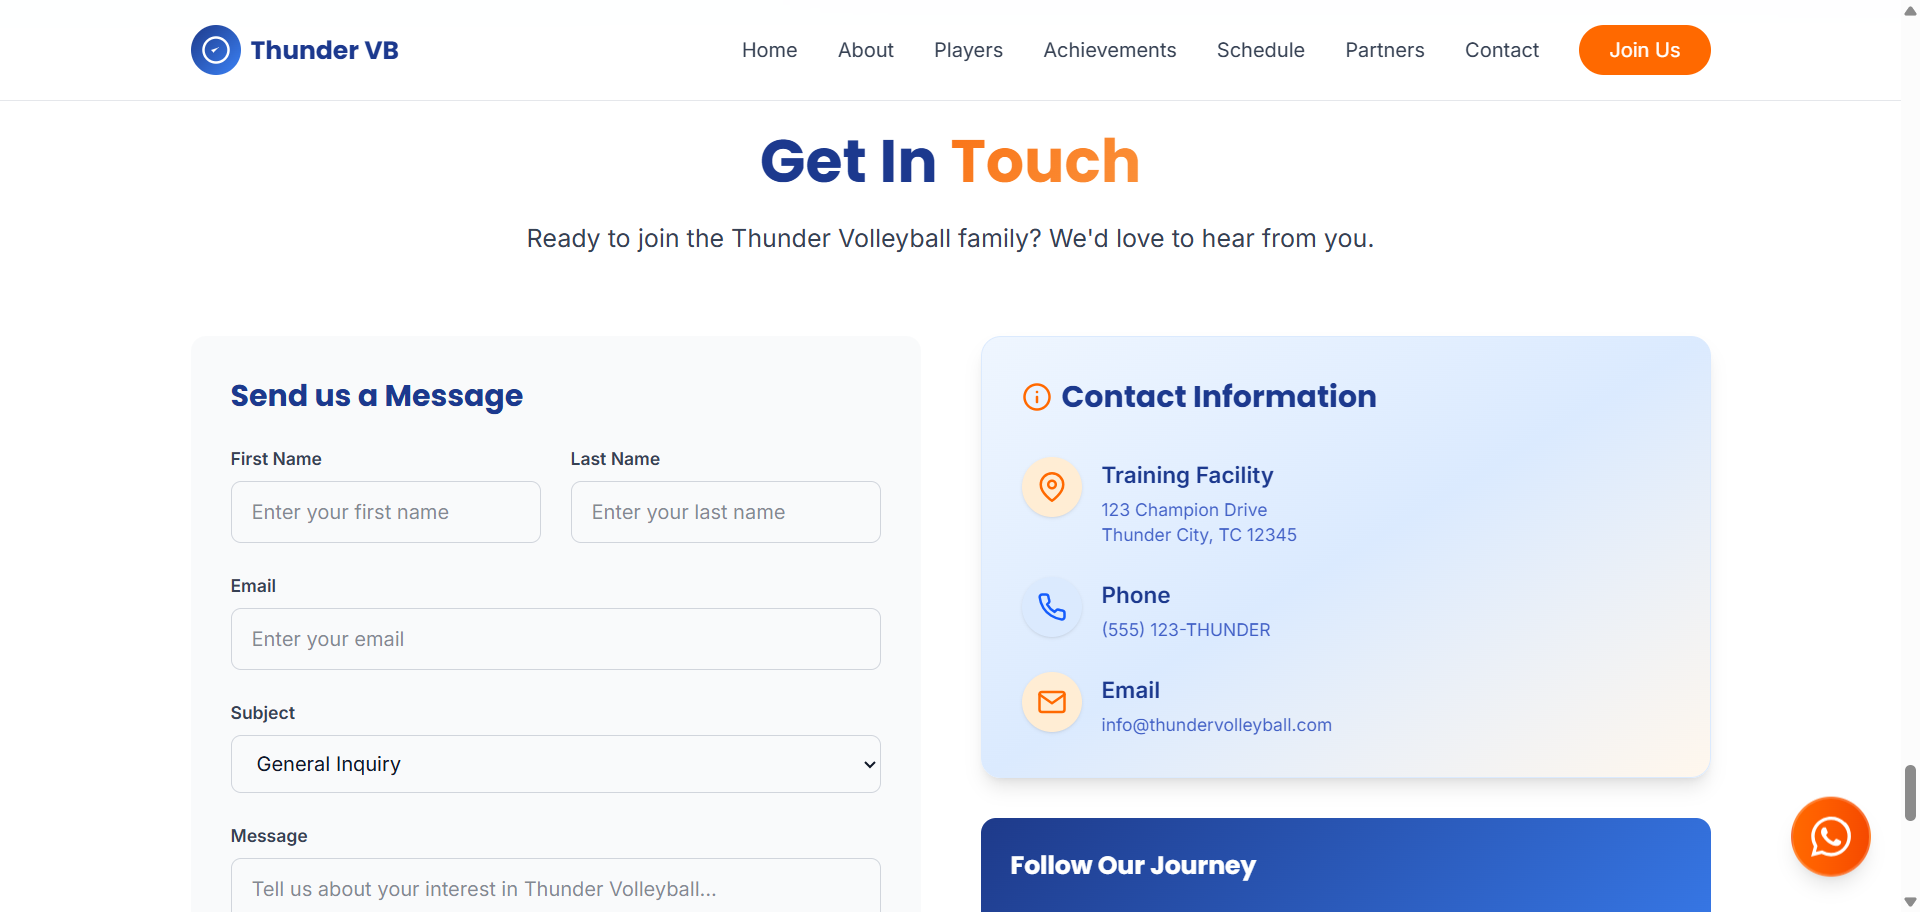 Thunder VB
Home About Players Achievements Schedule Partners Contact Join Us
Get In Touch
Ready to join the Thunder Volleyball family? We'd love to hear from you.
Send us a Message
First Name
Last Name
Enter your first name
Enter your last name
Email
Enter your email
Subject
General Inquiry
Message
Tell us about your interest in Thunder Volleyball...
Contact Information
Training Facility
123 Champion Drive
Thunder City, TC 12345
Phone
(555) 123-THUNDER
Email
info@thundervolleyball.com
Follow Our Journey